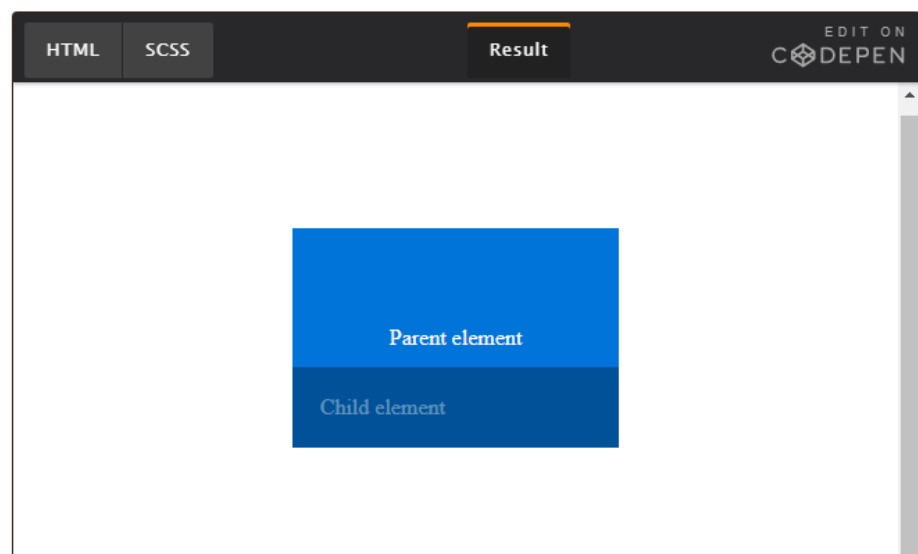 HTML
SCSS
Result
EDIT ON
CODEPEN
Parent element
Child element